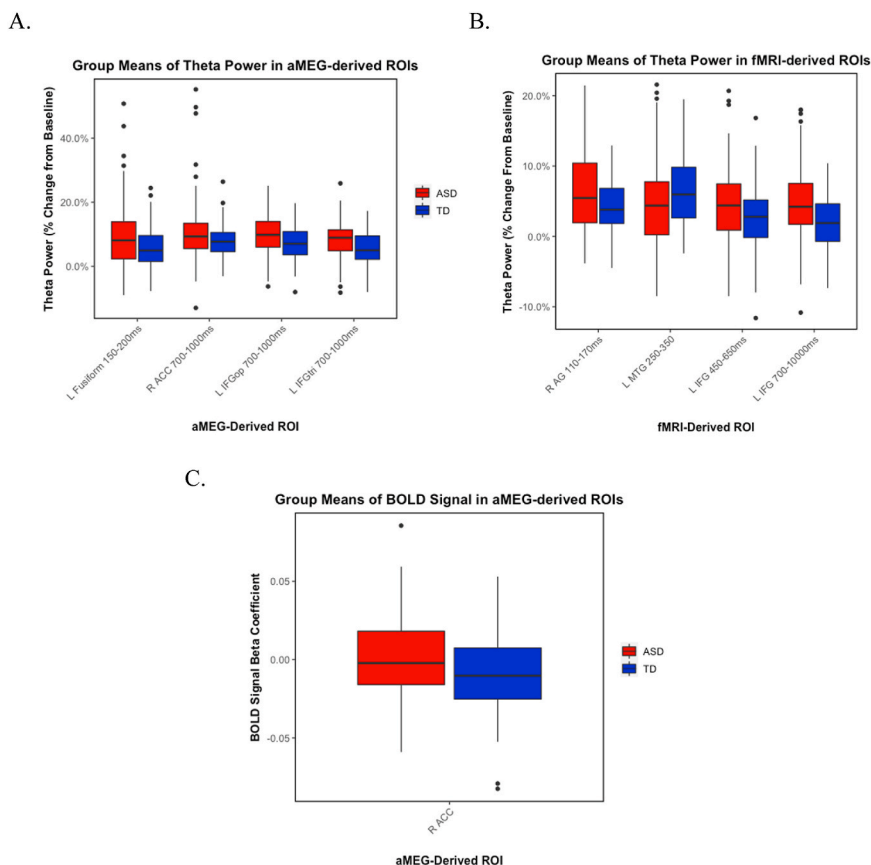 A.
Group Means of Theta Power in aMEG-derived ROIs
Theta Power (% Change from Baseline)
40.0%
20.0%
0.0%
ASD
TD
L Fusiform 150-200ms
R ACC 700-1000ms
L IFGop 700-1000ms
L IFGtri 700-1000ms
aMEG-Derived ROI
B.
Group Means of Theta Power in fMRI-derived ROIs
Theta Power (% Change From Baseline)
20.0%
10.0%
0.0%
-10.0%
R AG 110-170ms
L MTG 250-350
L IFG 450-650ms
L IFG 700-10000ms
fMRI-Derived ROI
C.
Group Means of BOLD Signal in aMEG-derived ROIs
BOLD Signal Beta Coefficient
0.05
0.00
-0.05
ASD
TD
R ACC
aMEG-Derived ROI